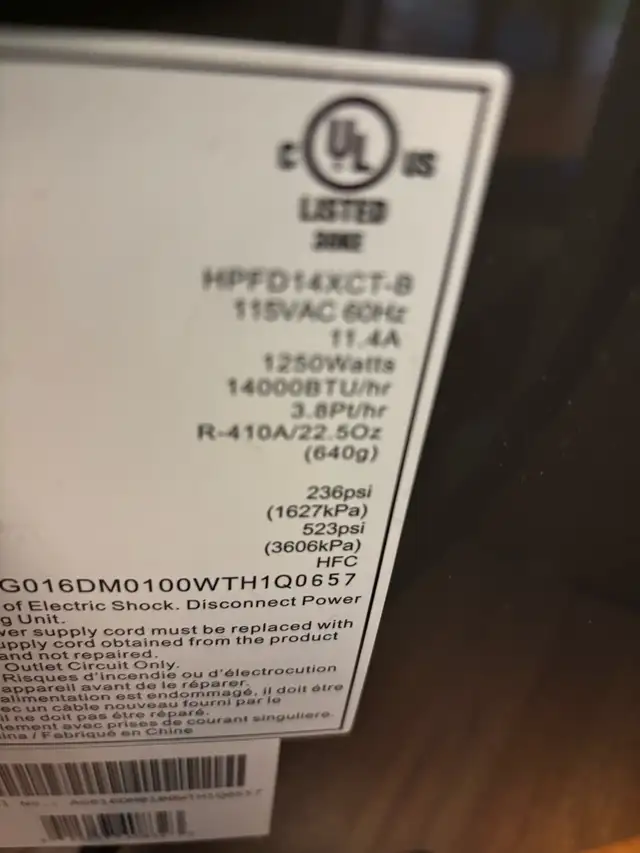 C UL US
LISTED
HPFD14XCT-B
115VAC 60Hz
11.4A
1250Watts
14000BTU/hr
3.8Pt/hr
R-410A/22.5Oz
(640g)
236psi
(1627kPa)
523psi
(3606kPa)
HFC
G016DM0100WTH1Q0657
of Electric Shock. Disconnect Power
g Unit.
wer supply cord must be replaced with
upply cord obtained from the product
and not repaired.
Outlet Circuit Only.
Risques d'incendie ou d'électrocution
appareil avant de le réparer.
alimentation est endommagé, il doit être
ec un câble nouveau fourni par le
il ne doit pas être réparé.
lement avec prises de courant singuliere.
ina / Fabriqué en Chine